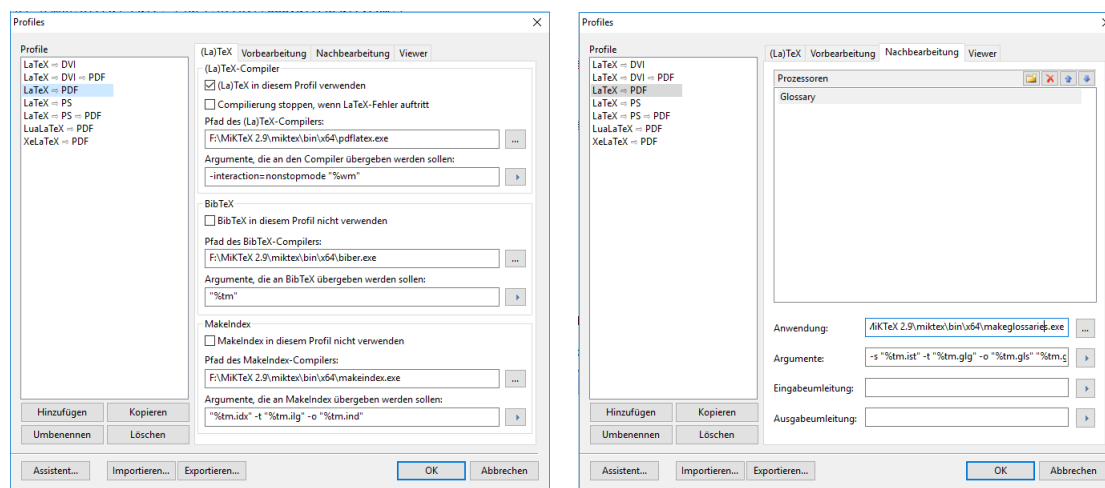 Profiles
Profile
LaTeX ⇨ DVI
LaTeX ⇨ DVI ⇨ PDF
LaTeX ⇨ PDF
LaTeX ⇨ PS
LaTeX ⇨ PS ⇨ PDF
LuaLaTeX ⇨ PDF
XeLaTeX ⇨ PDF
Hinzufügen
Kopieren
Umbenennen
Löschen
(La)TeX
Vorbearbeitung
Nachbearbeitung
Viewer
(La)TeX-Compiler
(La)TeX in diesem Profil verwenden
Compilierung stoppen, wenn LaTeX-Fehler auftritt
Pfad des (La)TeX-Compilers:
F:\MiKTeX 2.9\miktex\bin\x64\pdflatex.exe
...
Argumente, die an den Compiler übergeben werden sollen:
-interaction=nonstopmode "%wm"
BibTeX
BibTeX in diesem Profil nicht verwenden
Pfad des BibTeX-Compilers:
F:\MiKTeX 2.9\miktex\bin\x64\biber.exe
...
Argumente, die an BibTeX übergeben werden sollen:
"%tm"
MakeIndex
MakeIndex in diesem Profil nicht verwenden
Pfad des MakeIndex-Compilers:
F:\MiKTeX 2.9\miktex\bin\x64\makeindex.exe
...
Argumente, die an MakeIndex übergeben werden sollen:
"%tm.idx" -t "%tm.ilg" -o "%tm.ind"
Assistent...
Importieren...
Exportieren...
OK
Abbrechen
Profiles
Profile
LaTeX ⇨ DVI
LaTeX ⇨ DVI ⇨ PDF
LaTeX ⇨ PDF
LaTeX ⇨ PS
LaTeX ⇨ PS ⇨ PDF
LuaLaTeX ⇨ PDF
XeLaTeX ⇨ PDF
Hinzufügen
Kopieren
Umbenennen
Löschen
(La)TeX
Vorbearbeitung
Nachbearbeitung
Viewer
Prozessoren
Glossary
Anwendung:
MiKTeX 2.9\miktex\bin\x64\makeglossaries.exe
...
Argumente:
-s "%tm.ist" -t "%tm.glg" -o "%tm.gls" "%tm.g
Eingabeumleitung:
Ausgabeumleitung:
Assistent...
Importieren...
Exportieren...
OK
Abbrechen